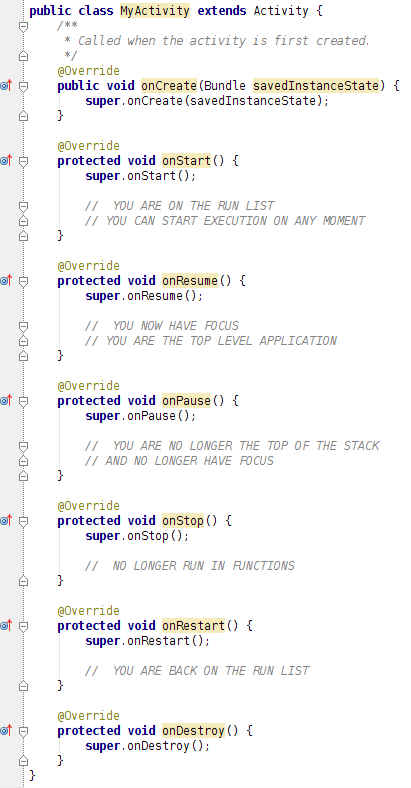 public class MyActivity extends Activity {
    /**
     * Called when the activity is first created.
     */
    @Override
    public void onCreate(Bundle savedInstanceState) {
        super.onCreate(savedInstanceState);
    }

    @Override
    protected void onStart() {
        super.onStart();

        //  YOU ARE ON THE RUN LIST
        // YOU CAN START EXECUTION ON ANY MOMENT
    }

    @Override
    protected void onResume() {
        super.onResume();

        //  YOU NOW HAVE FOCUS
        // YOU ARE THE TOP LEVEL APPLICATION
    }

    @Override
    protected void onPause() {
        super.onPause();

        //  YOU ARE NO LONGER THE TOP OF THE STACK
        // AND NO LONGER HAVE FOCUS
    }

    @Override
    protected void onStop() {
        super.onStop();

        //  NO LONGER RUN IN FUNCTIONS
    }

    @Override
    protected void onRestart() {
        super.onRestart();

        //  YOU ARE BACK ON THE RUN LIST
    }

    @Override
    protected void onDestroy() {
        super.onDestroy();
    }
}